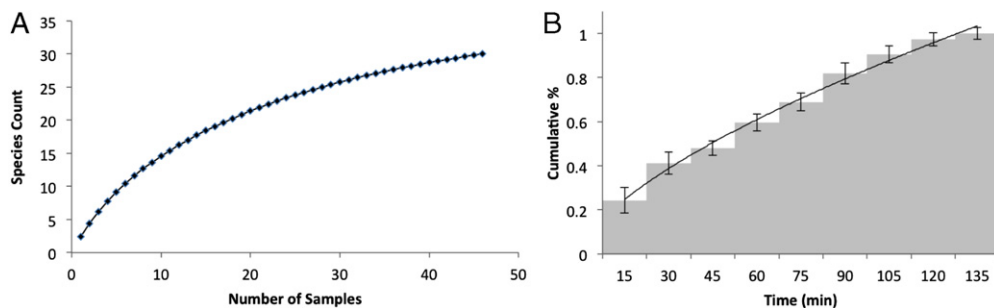 A
Species Count
35
30
25
20
15
10
5
0
0 10 20 30 40 50
Number of Samples
B
Cumulative %
1
0.8
0.6
0.4
0.2
0
15 30 45 60 75 90 105 120 135
Time (min)